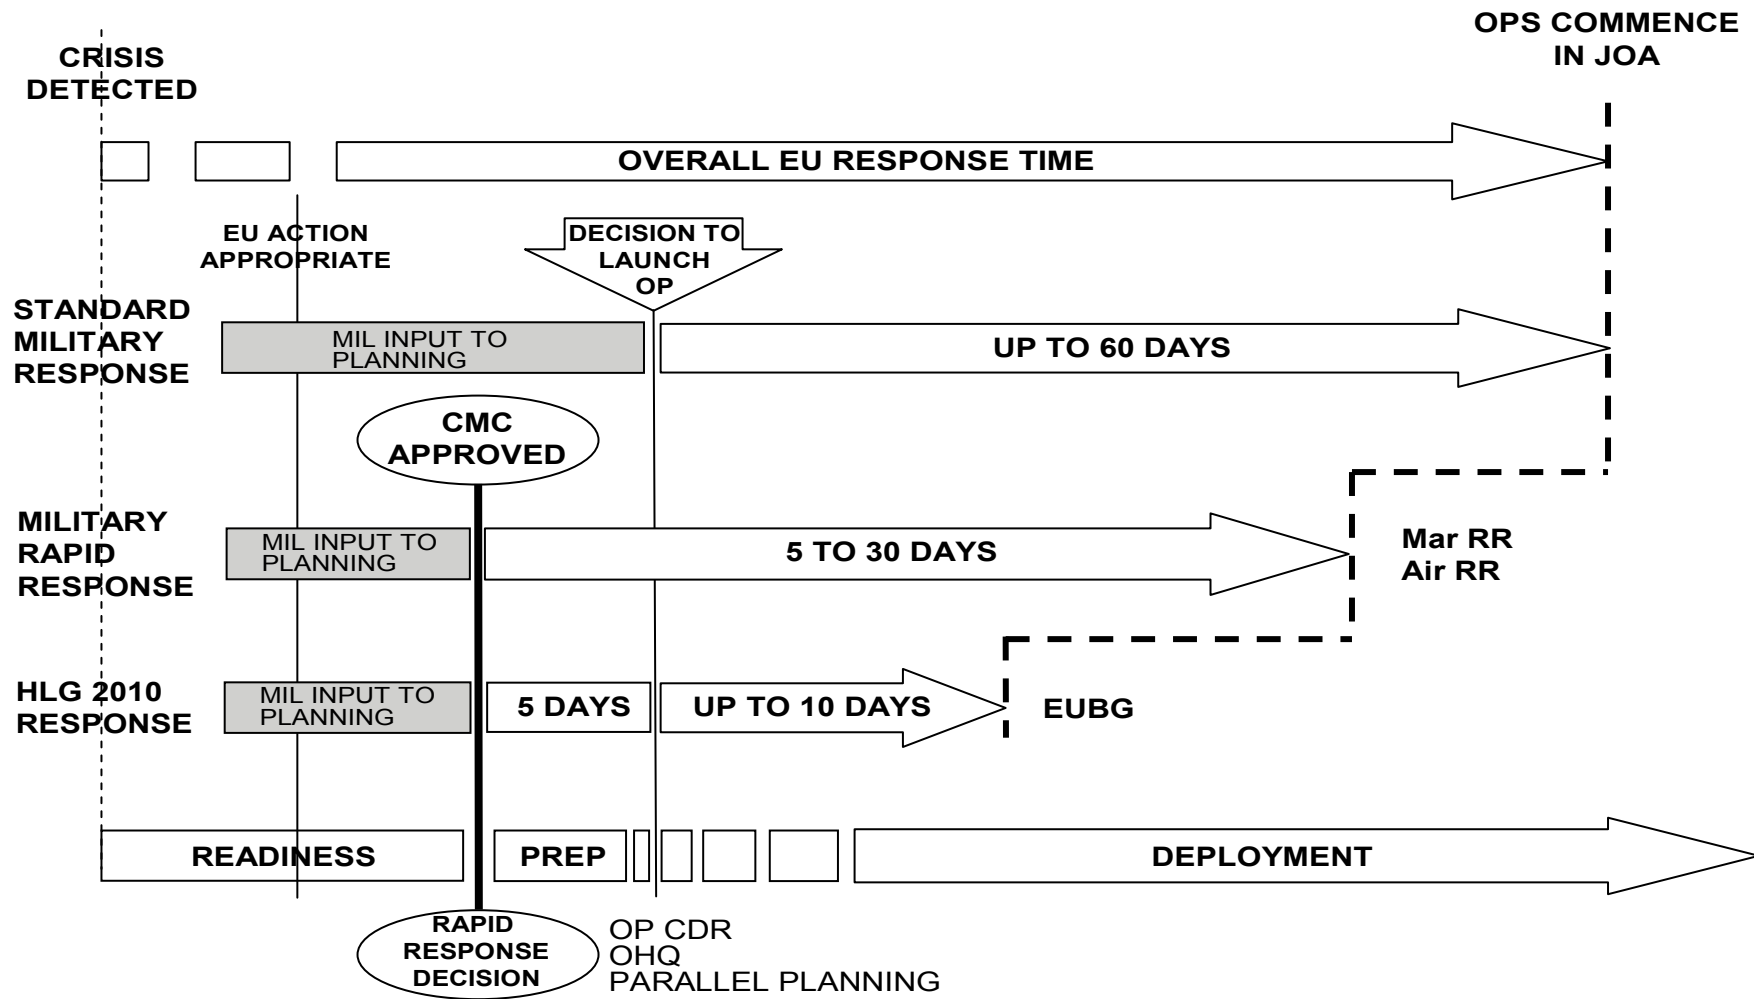 OPS COMMENCE
IN JOA
CRISIS
DETECTED
OVERALL EU RESPONSE TIME
EU ACTION
APPROPRIATE
DECISION TO
LAUNCH
OP
STANDARD
MILITARY
RESPONSE
MIL INPUT TO
PLANNING
UP TO 60 DAYS
CMC
APPROVED
MILITARY
RAPID
RESPONSE
MIL INPUT TO
PLANNING
5 TO 30 DAYS
Mar RR
Air RR
HLG 2010
RESPONSE
MIL INPUT TO
PLANNING
5 DAYS
UP TO 10 DAYS
EUBG
READINESS
PREP
DEPLOYMENT
RAPID
RESPONSE
DECISION
OP CDR
OHQ
PARALLEL PLANNING